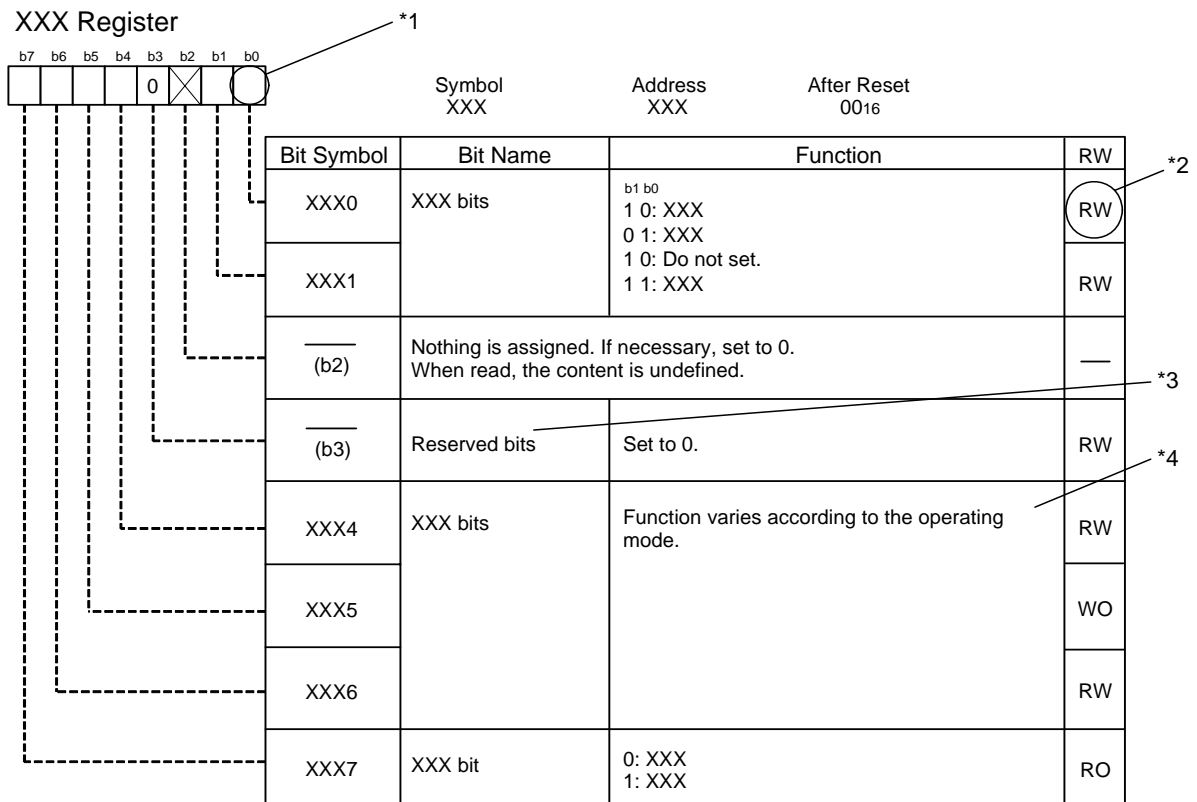 XXX Register
*1
b7 b6 b5 b4 b3 b2 b1 b0
0
Symbol Address After Reset
XXX XXX 0016
Bit Symbol Bit Name Function RW
*2
XXX0 XXX bits
b1 b0
1 0: XXX
0 1: XXX
1 0: Do not set.
1 1: XXX
RW
XXX1
RW
(b2)
Nothing is assigned. If necessary, set to 0.
When read, the content is undefined.
—
*3
(b3)
Reserved bits
Set to 0.
RW
*4
XXX4
XXX bits
Function varies according to the operating
mode.
RW
XXX5
WO
XXX6
RW
XXX7
XXX bit
0: XXX
1: XXX
RO